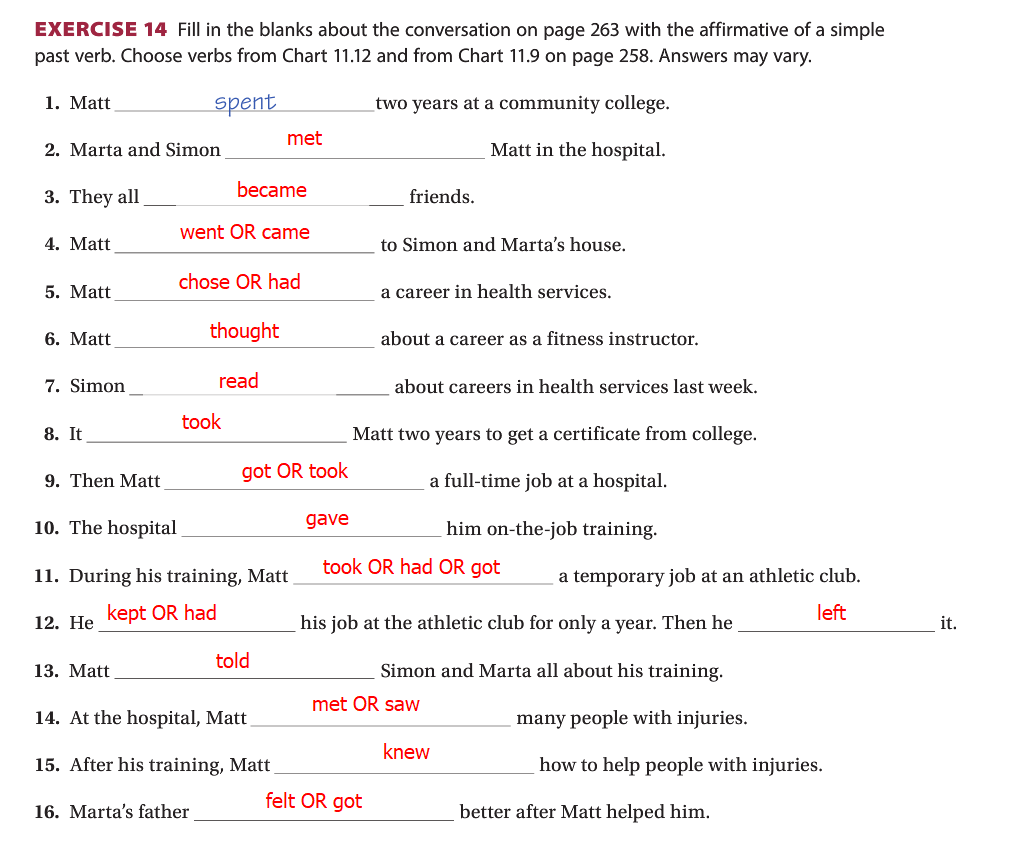 EXERCISE 14 Fill in the blanks about the conversation on page 263 with the affirmative of a simple
past verb. Choose verbs from Chart 11.12 and from Chart 11.9 on page 258. Answers may vary.
1. Matt spent two years at a community college.
2. Marta and Simon met Matt in the hospital.
3. They all became friends.
4. Matt went OR came to Simon and Marta's house.
5. Matt chose OR had a career in health services.
6. Matt thought about a career as a fitness instructor.
7. Simon read about careers in health services last week.
8. It took Matt two years to get a certificate from college.
9. Then Matt got OR took a full-time job at a hospital.
10. The hospital gave him on-the-job training.
11. During his training, Matt took OR had OR got a temporary job at an athletic club.
12. He kept OR had his job at the athletic club for only a year. Then he left it.
13. Matt told Simon and Marta all about his training.
14. At the hospital, Matt met OR saw many people with injuries.
15. After his training, Matt knew how to help people with injuries.
16. Marta's father felt OR got better after Matt helped him.